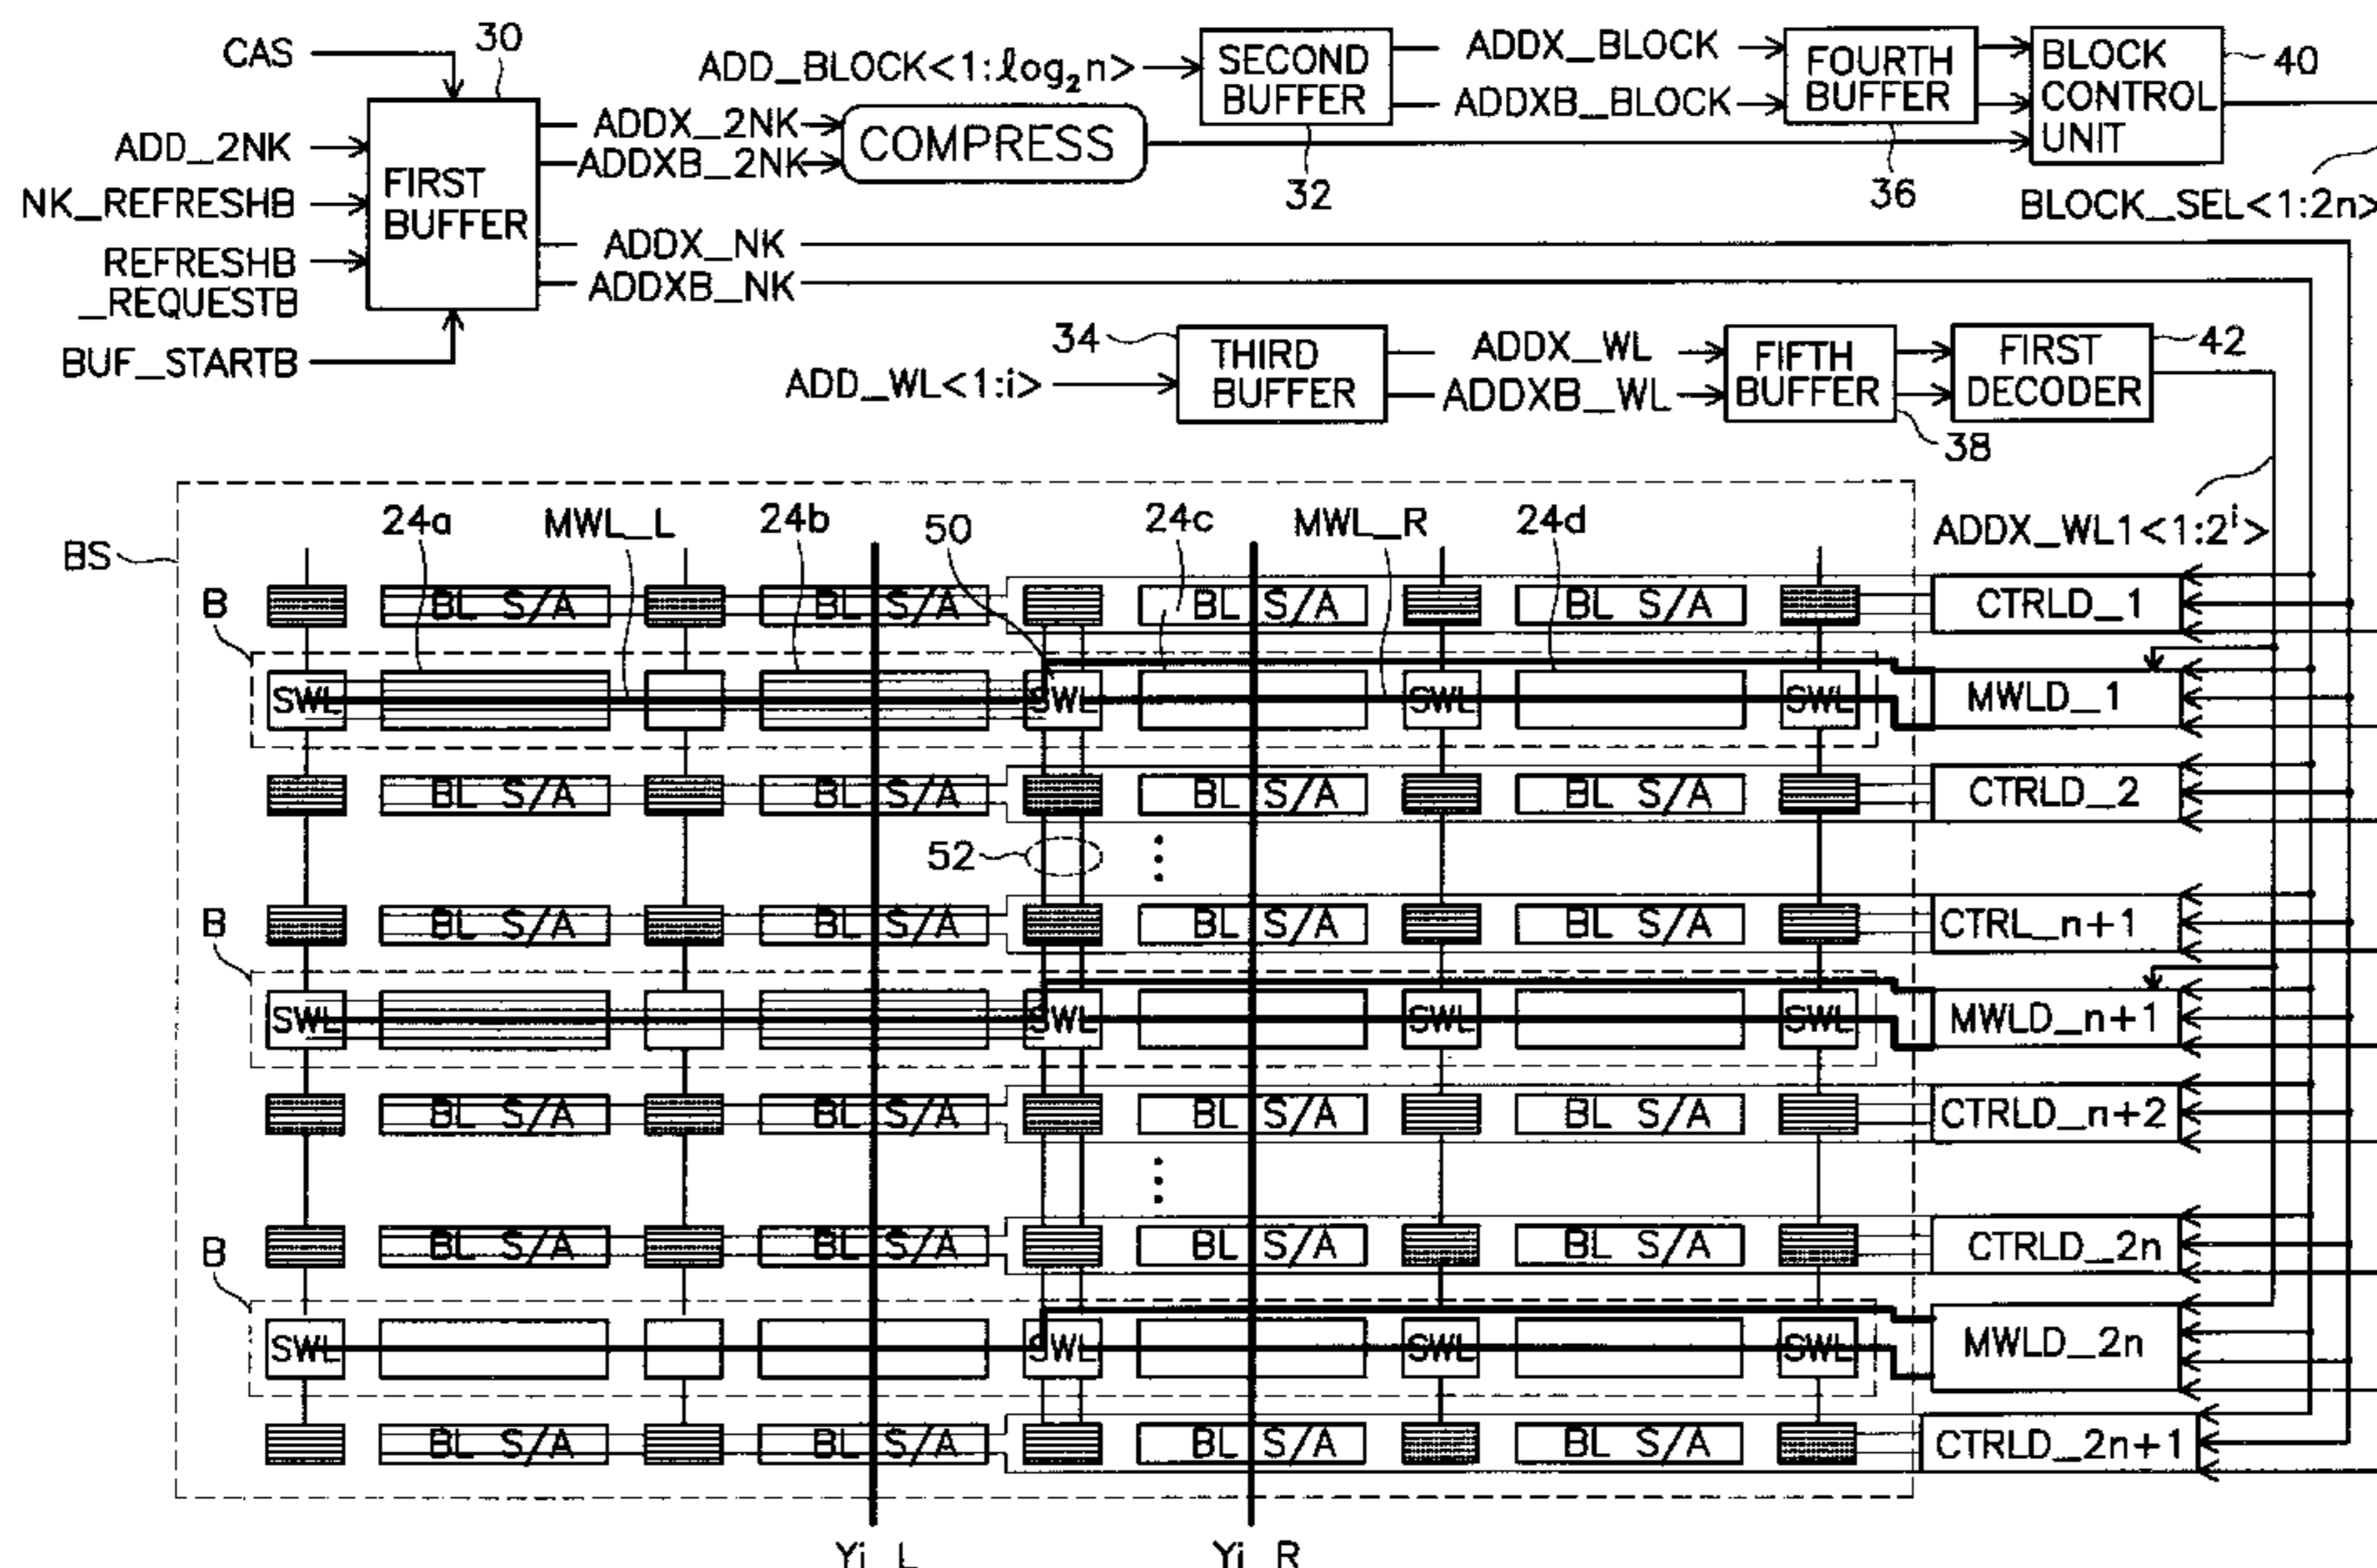 CAS
30
ADD_2NK
NK_REFRESHB
REFRESHB
_REQUESTB
BUF_STARTB
FIRST
BUFFER
ADDX_2NK
ADDXB_2NK
COMPRESS
ADDX_NK
ADDXB_NK
ADD_BLOCK<1:log₂n>
SECOND
BUFFER
32
ADDX_BLOCK
ADDXB_BLOCK
FOURTH
BUFFER
36
BLOCK
CONTROL
UNIT
40
BLOCK_SEL<1:2n>
34
ADD_WL<1:i>
THIRD
BUFFER
ADDX_WL
ADDXB_WL
FIFTH
BUFFER
38
FIRST
DECODER
42
ADDX_WL1<1:2ⁱ>
BS
24a
MWL_L
24b
50
24c
MWL_R
24d
BL S/A BL S/A BL S/A BL S/A
CTRLD_1
B
SWL SWL SWL SWL
MWLD_1
BL S/A BL S/A BL S/A BL S/A
CTRLD_2
52
B
BL S/A BL S/A BL S/A BL S/A
CTRL_n+1
SWL SWL SWL SWL
MWLD_n+1
BL S/A BL S/A BL S/A BL S/A
CTRLD_n+2
B
BL S/A BL S/A BL S/A BL S/A
CTRLD_2n
SWL SWL SWL SWL
MWLD_2n
BL S/A BL S/A BL S/A BL S/A
CTRLD_2n+1
Yi_L
Yi_R